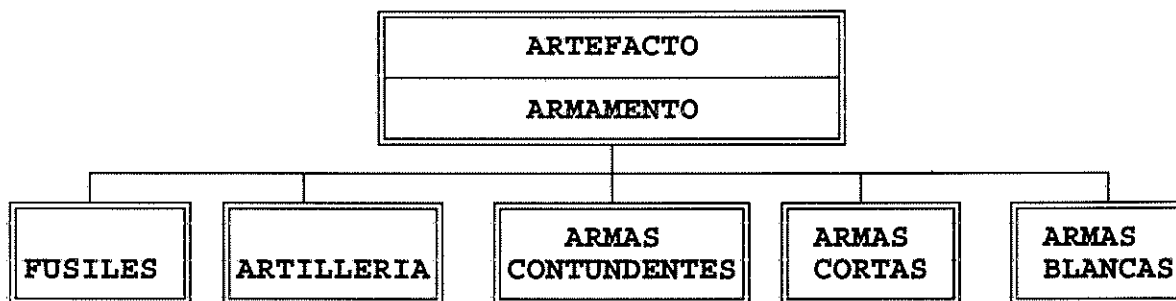 ARTEFACTO
ARMAMENTO
FUSILES
ARTILLERIA
ARMAS
CONTUNDENTES
ARMAS
CORTAS
ARMAS
BLANCAS